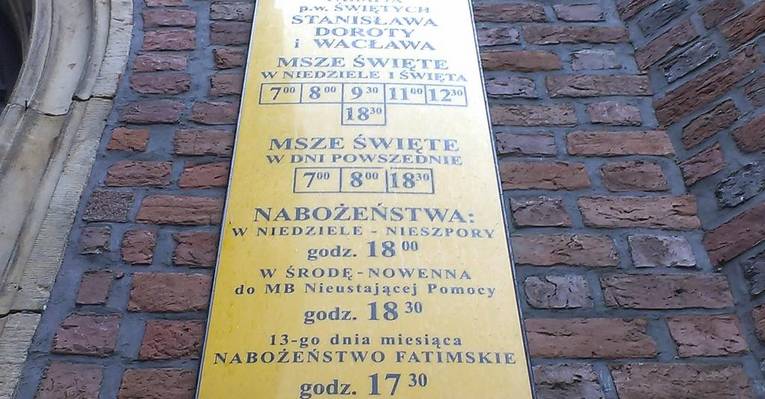 p.w. ŚWIĘTYCH
STANISŁAWA
DOROTY
i WACŁAWA
MSZE ŚWIĘTE
W NIEDZIELE I ŚWIĘTA
7⁰⁰ 8⁰⁰ 9³⁰ 11⁰⁰ 12³⁰
18³⁰
MSZE ŚWIĘTE
W DNI POWSZEDNIE
7⁰⁰ 8⁰⁰ 18³⁰
NABOŻEŃSTWA:
W NIEDZIELE - NIESZPORY
godz. 18⁰⁰
W ŚRODĘ - NOWENNA
do MB Nieustającej Pomocy
godz. 18³⁰
13-go dnia miesiąca
NABOŻEŃSTWO FATIMSKIE
godz. 17³⁰